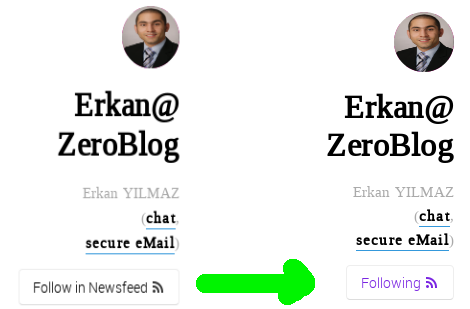 Erkan@
ZeroBlog
Erkan YILMAZ
(chat,
secure eMail)
Follow in Newsfeed
Erkan@
ZeroBlog
Erkan YILMAZ
(chat,
secure eMail)
Following